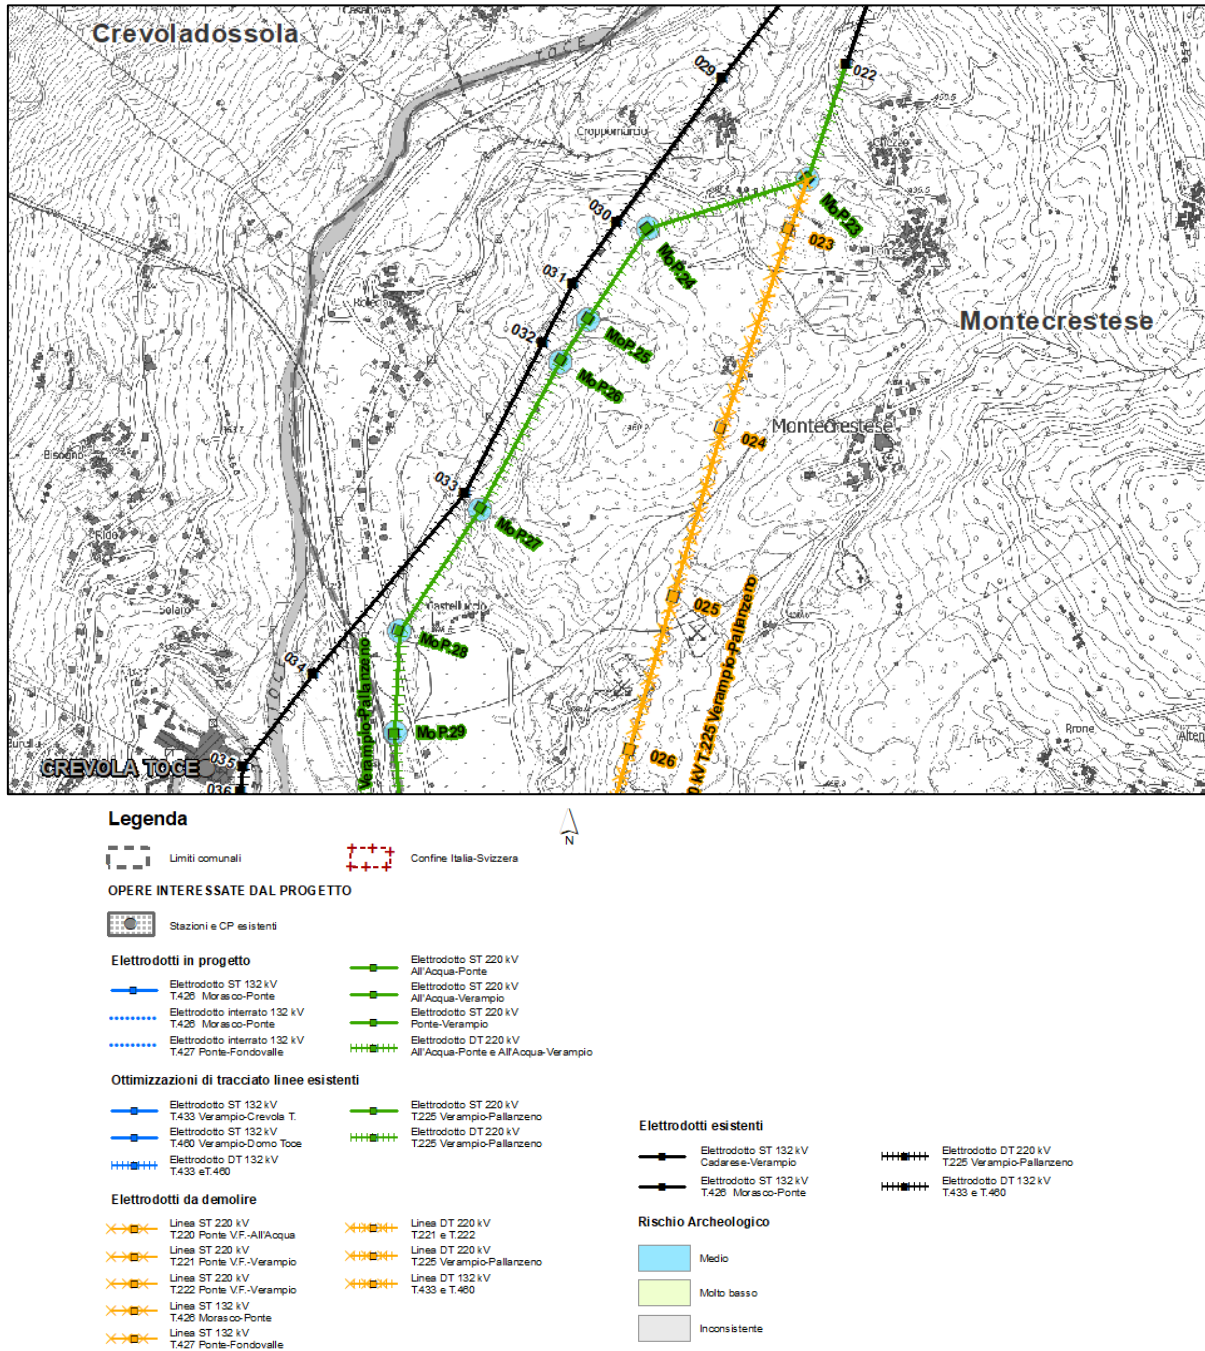 Casanova
Crevoladossola
TOCE
029
022
Croppomarcio
Chezzo
030
MoP.23
023
MoP.24
031
Roledo
032
MoP.25
Montecrestese
MoP.26
024
Montecrestese
Bisogno
033
MoP.27
Rido
025
Solaro
Castelluccio
MoP.28
034
Verampio-Pallanzeno
0 kV T.225 Verampio-Pallanzeno
MoP.29
Prone
026
035
CREVOLA TOCE
036
Legenda
N
Limiti comunali
Confine Italia-Svizzera
OPERE INTERESSATE DAL PROGETTO
Stazioni e CP esistenti
Elettrodotti in progetto
Elettrodotto ST 132 kV
T.426 Morasco-Ponte
Elettrodotto interrato 132 kV
T.426 Morasco-Ponte
Elettrodotto interrato 132 kV
T.427 Ponte-Fondovalle
Elettrodotto ST 220 kV
All'Acqua-Ponte
Elettrodotto ST 220 kV
All'Acqua-Verampio
Elettrodotto ST 220 kV
Ponte-Verampio
Elettrodotto DT 220 kV
All'Acqua-Ponte e All'Acqua-Verampio
Ottimizzazioni di tracciato linee esistenti
Elettrodotto ST 132 kV
T.433 Verampio-Crevola T.
Elettrodotto ST 132 kV
T.460 Verampio-Domo Toce
Elettrodotto DT 132 kV
T.433 eT.460
Elettrodotto ST 220 kV
T.225 Verampio-Pallanzeno
Elettrodotto DT 220 kV
T.225 Verampio-Pallanzeno
Elettrodotti da demolire
Linea ST 220 kV
T.220 Ponte V.F.-All'Acqua
Linea ST 220 kV
T.221 Ponte V.F.-Verampio
Linea ST 220 kV
T.222 Ponte V.F.-Verampio
Linea ST 132 kV
T.426 Morasco-Ponte
Linea ST 132 kV
T.427 Ponte-Fondovalle
Linea DT 220 kV
T.221 e T.222
Linea DT 220 kV
T.225 Verampio-Pallanzeno
Linea DT 132 kV
T.433 e T.460
Elettrodotti esistenti
Elettrodotto ST 132 kV
Cadarese-Verampio
Elettrodotto ST 132 kV
T.426 Morasco-Ponte
Elettrodotto DT 220 kV
T.225 Verampio-Pallanzeno
Elettrodotto DT 132 kV
T.433 e T.460
Rischio Archeologico
Medio
Molto basso
Inconsistente